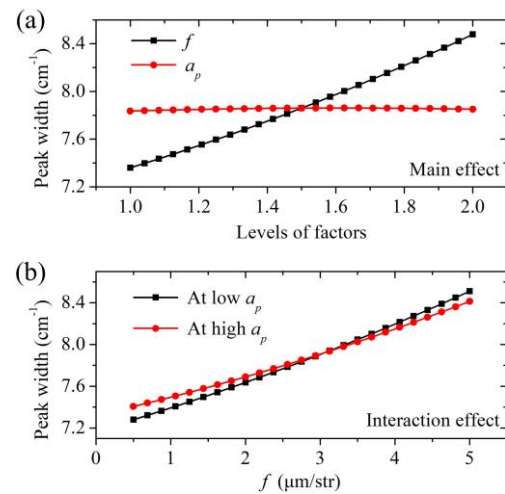 (a)
f
a_p
8.4
8.0
7.6
7.2
Peak width (cm⁻¹)
Main effect
1.0 1.2 1.4 1.6 1.8 2.0
Levels of factors
(b)
At low a_p
At high a_p
8.4
8.0
7.6
7.2
Peak width (cm⁻¹)
Interaction effect
0 1 2 3 4 5
f (μm/str)